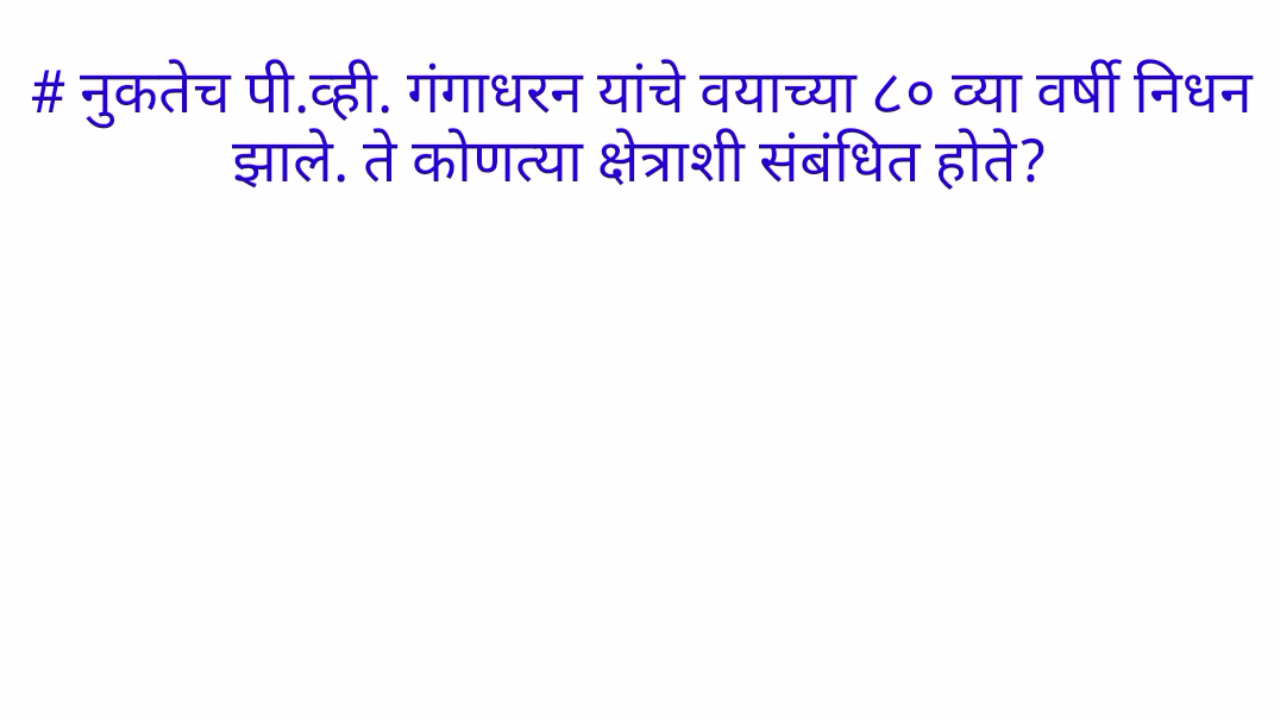 # नुकतेच पी.व्ही. गंगाधरन यांचे वयाच्या ८० व्या वर्षी निधन
झाले. ते कोणत्या क्षेत्राशी संबंधित होते?